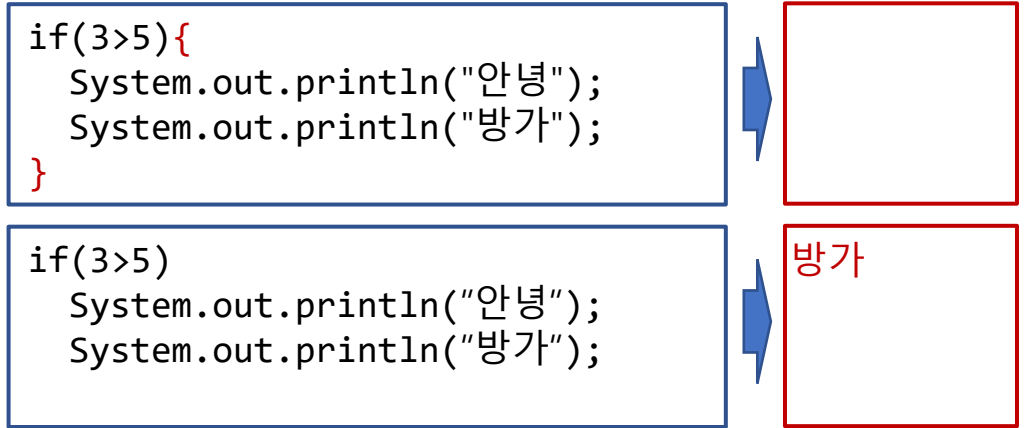 if(3>5){
  System.out.println("안녕");
  System.out.println("방가");
}
if(3>5)
  System.out.println(″안녕″);
  System.out.println(″방가″);
방가